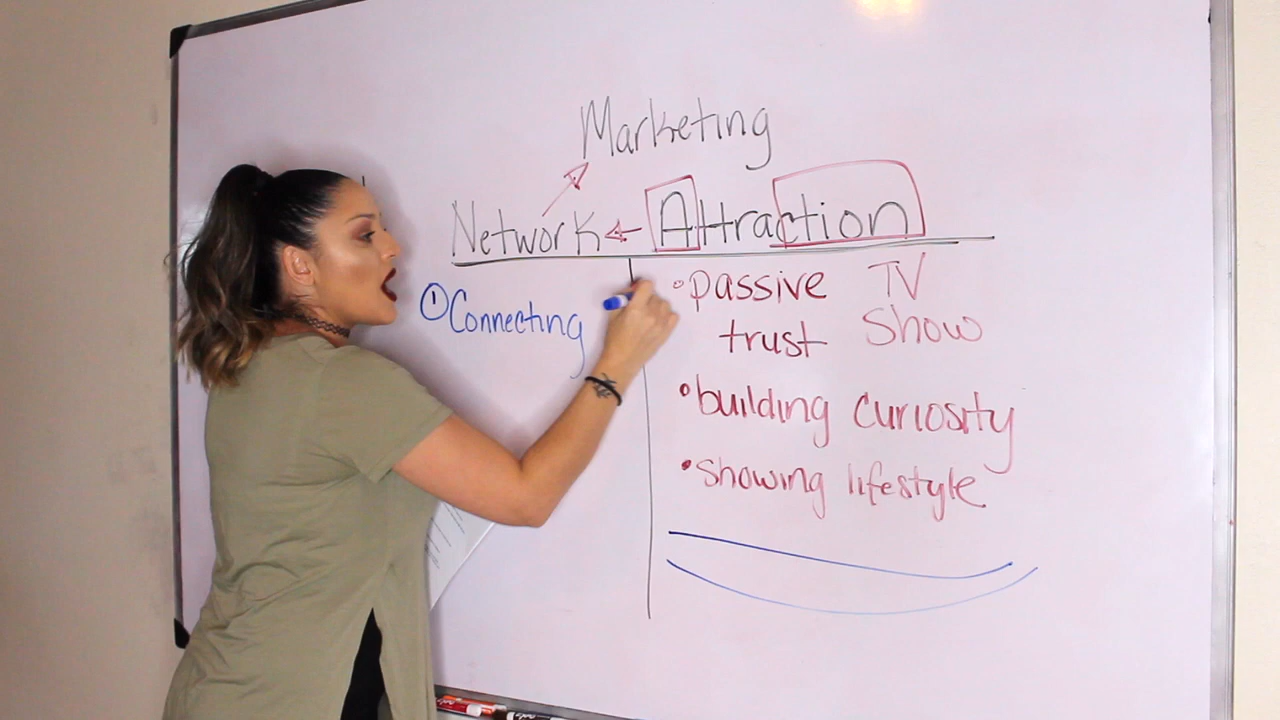 Marketing
Network Attraction
① Connecting
• passive TV
trust Show
• building curiosity
• showing lifestyle